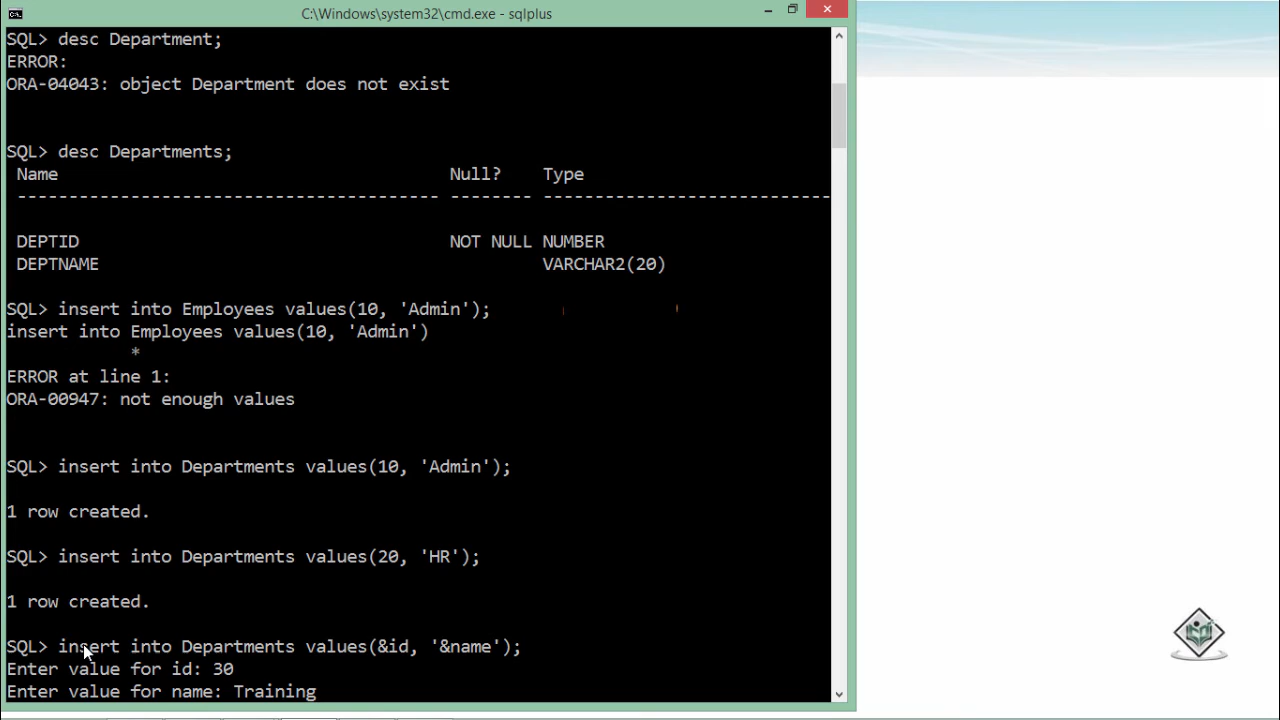 C:\Windows\system32\cmd.exe - sqlplus
SQL> desc Department;
ERROR:
ORA-04043: object Department does not exist
SQL> desc Departments;
Name Null? Type
----------------------------------------- -------- ----------------------------
DEPTID NOT NULL NUMBER
DEPTNAME VARCHAR2(20)
SQL> insert into Employees values(10, 'Admin');
insert into Employees values(10, 'Admin')
*
ERROR at line 1:
ORA-00947: not enough values
SQL> insert into Departments values(10, 'Admin');
1 row created.
SQL> insert into Departments values(20, 'HR');
1 row created.
SQL> insert into Departments values(&id, '&name');
Enter value for id: 30
Enter value for name: Training